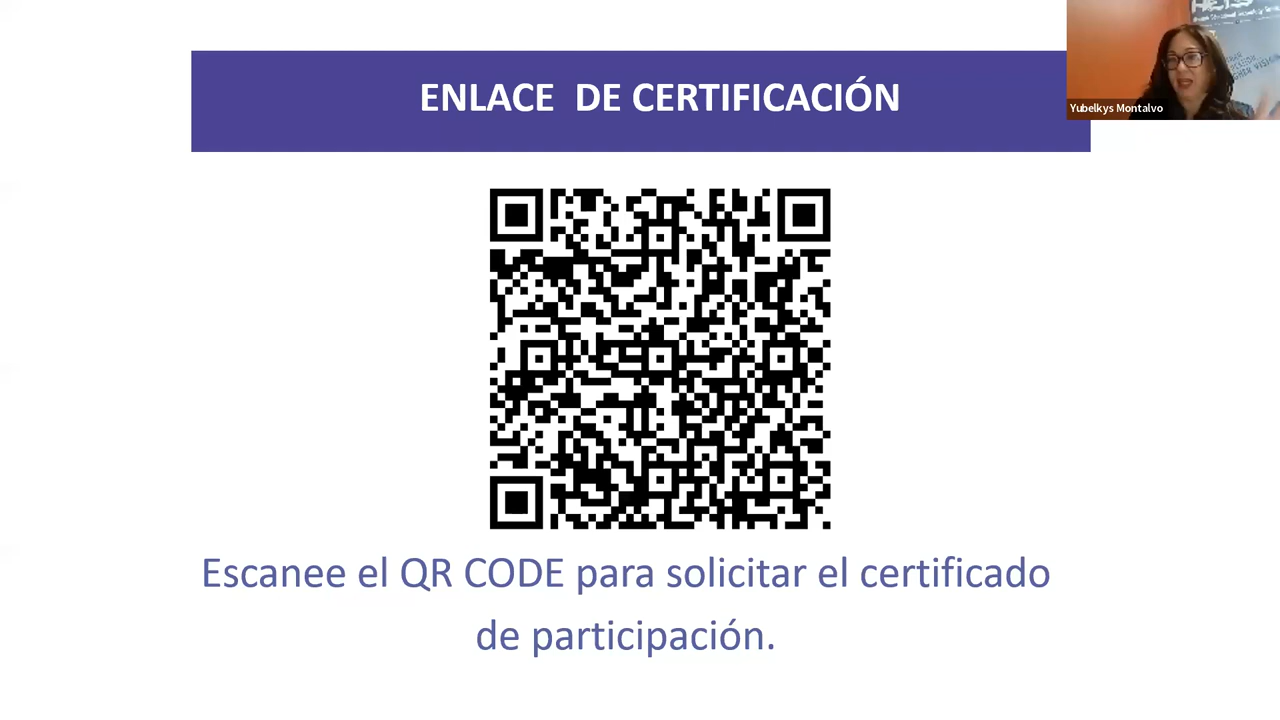 ENLACE  DE CERTIFICACIÓN
Yubelkys Montalvo
Escanee el QR CODE para solicitar el certificado
de participación.